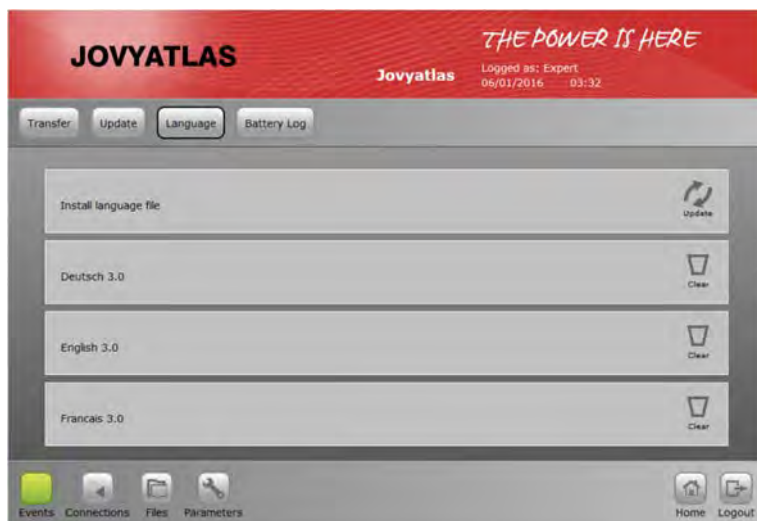 THE POWER IS HERE
JOVYATLAS
Jovyatlas
Logged as: Expert
06/01/2016 03:32
Transfer Update Language Battery Log
Install language file
Update
Deutsch 3.0
Clear
English 3.0
Clear
Francais 3.0
Clear
Events Connections Files Parameters Home Logout